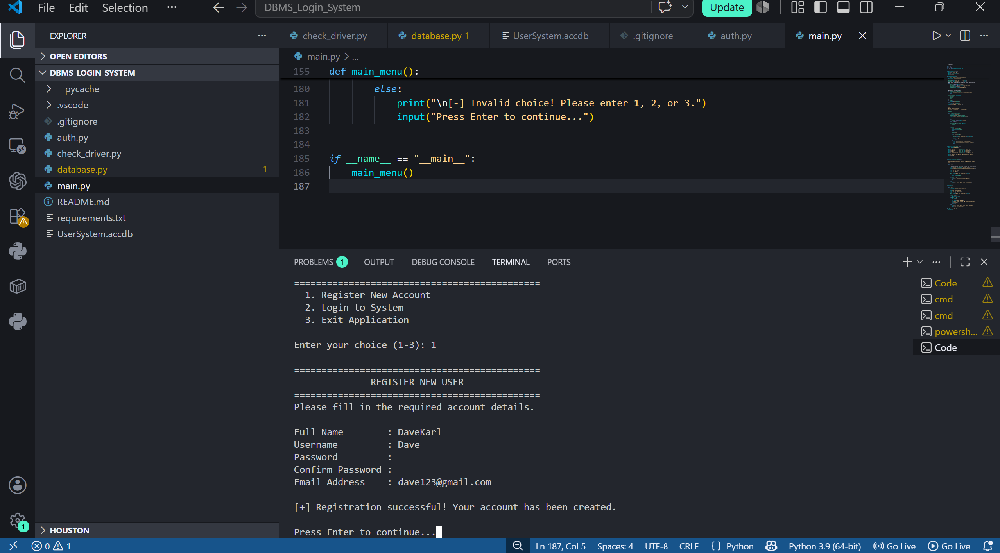 File Edit Selection ···
DBMS_Login_System
Update
EXPLORER
OPEN EDITORS
DBMS_LOGIN_SYSTEM
__pycache__
.vscode
.gitignore
auth.py
check_driver.py
database.py 1
main.py
README.md
requirements.txt
UserSystem.accdb
HOUSTON
1
check_driver.py
database.py 1
UserSystem.accdb
.gitignore
auth.py
main.py
main.py > ...
155 def main_menu():
180 else:
181 print("\n[-] Invalid choice! Please enter 1, 2, or 3.")
182 input("Press Enter to continue...")
183
184
185 if __name__ == "__main__":
186 main_menu()
187
PROBLEMS 1 OUTPUT DEBUG CONSOLE TERMINAL PORTS
=============================================
1. Register New Account
2. Login to System
3. Exit Application
---------------------------------------------
Enter your choice (1-3): 1
=============================================
REGISTER NEW USER
=============================================
Please fill in the required account details.
Full Name : DaveKarl
Username : Dave
Password :
Confirm Password :
Email Address : dave123@gmail.com
[+] Registration successful! Your account has been created.
Press Enter to continue...
Code
cmd
cmd
powersh...
Code
0 1
Ln 187, Col 5 Spaces: 4 UTF-8 CRLF {} Python Python 3.9 (64-bit) Go Live Go Live